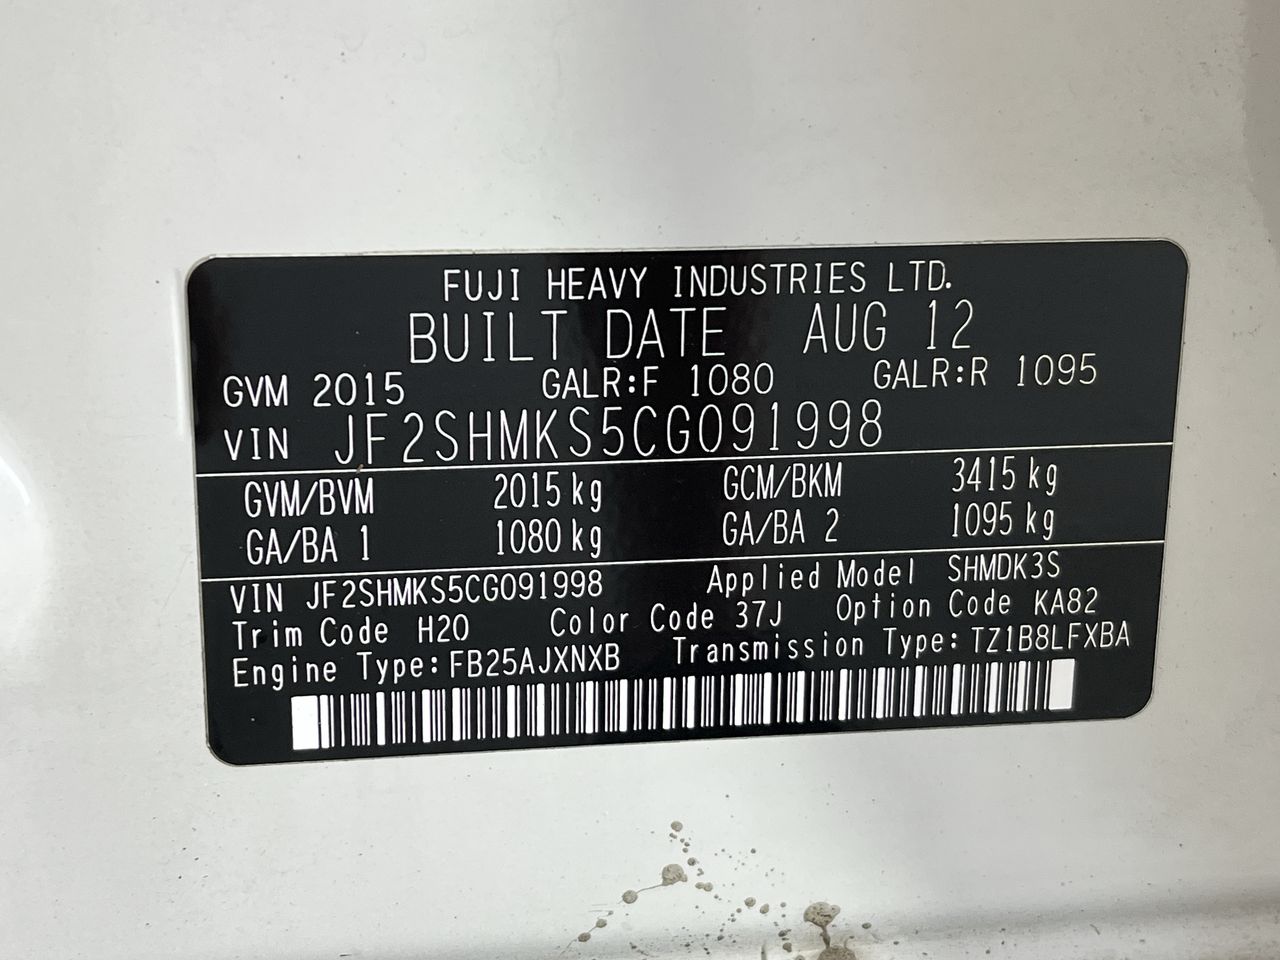 FUJI HEAVY INDUSTRIES LTD.
BUILT DATE AUG 12
GVM 2015 GALR:F 1080 GALR:R 1095
VIN JF2SHMKS5CG091998
GVM/BVM 2015 kg GCM/BKM 3415 kg
GA/BA 1 1080 kg GA/BA 2 1095 kg
VIN JF2SHMKS5CG091998 Applied Model SHMDK3S
Trim Code H20 Color Code 37J Option Code KA82
Engine Type:FB25AJXNXB Transmission Type:TZ1B8LFXBA